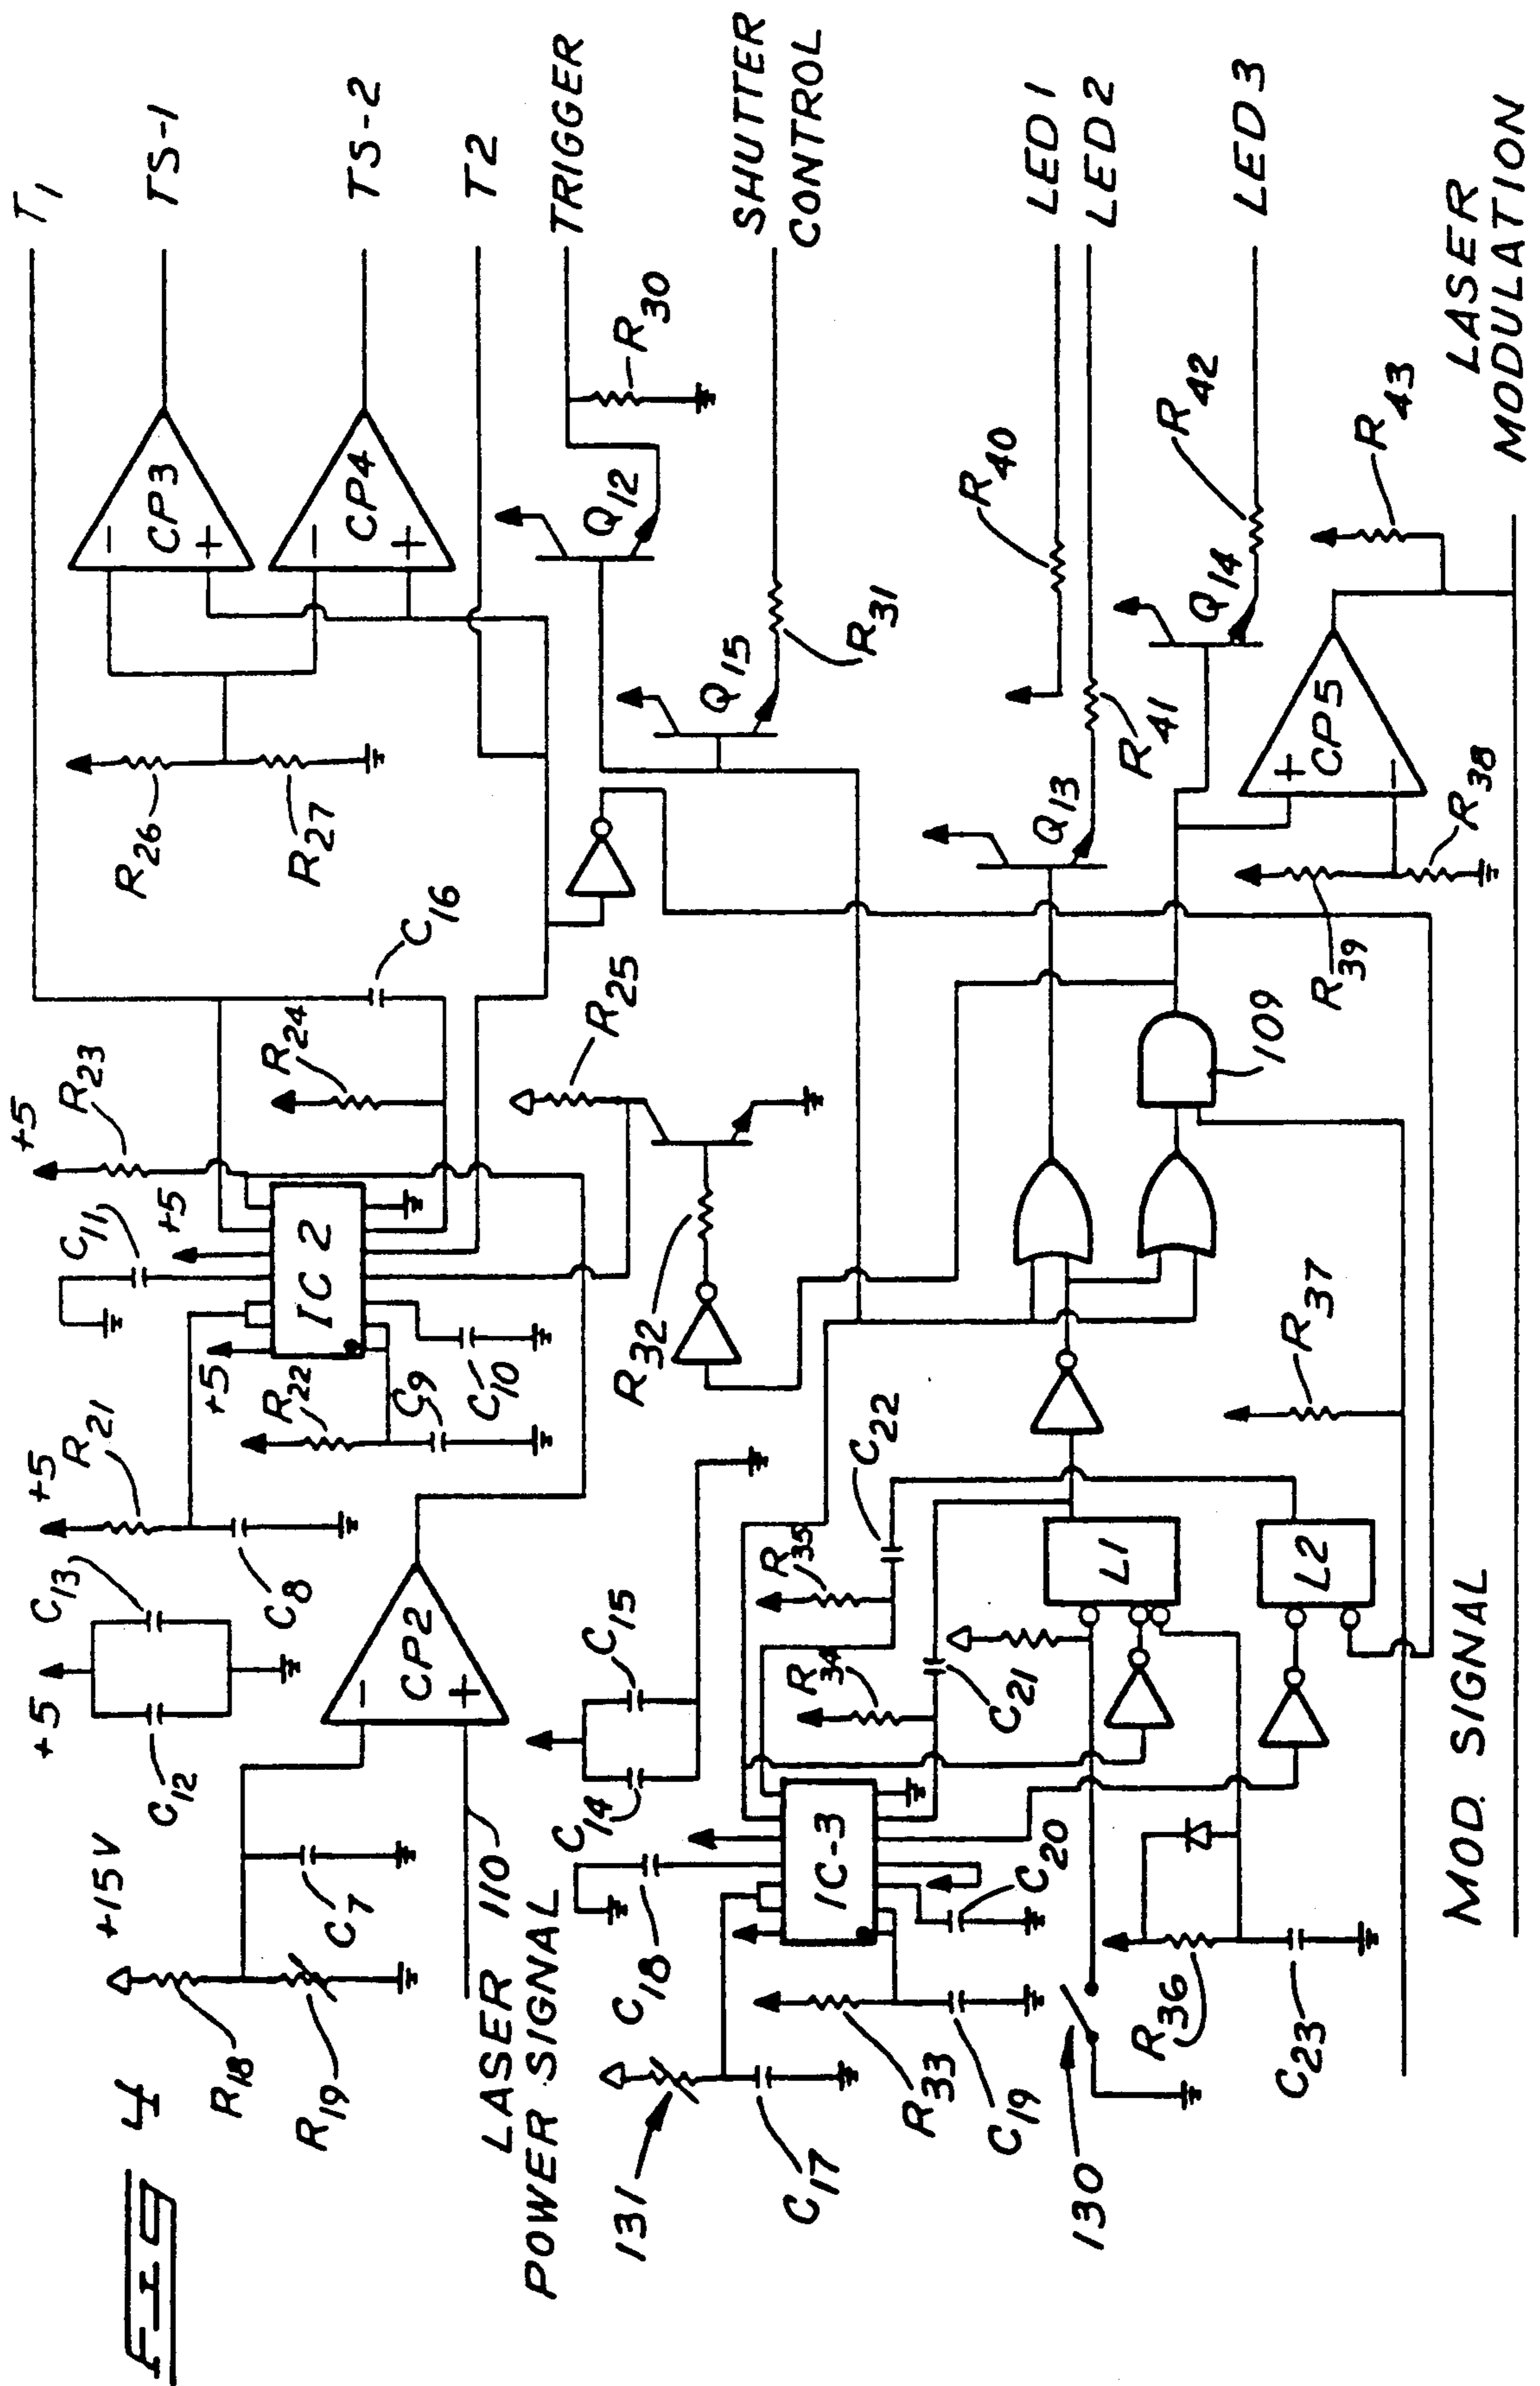 FIG 4
+15V
R18
R19
C7
LASER 110
POWER SIGNAL
+5
C12
C13
CP2
-
+
+5
R21
C8
+5
R22
C9
C10
IC 2
C11
+5
+5
R23
R24
C16
R25
R32
R26
R27
CP3
-
+
CP4
-
+
T1
TS-1
TS-2
T2
TRIGGER
Q12
R30
Q15
R31
SHUTTER
CONTROL
131
C17
C18
C14
C15
IC-3
R33
C19
C20
R34
R35
C21
C22
130
R36
C23
L1
L2
R37
109
Q13
R40
R41
LED 1
LED 2
Q14
R42
LED 3
CP5
+
-
R39
R38
R43
MOD. SIGNAL
LASER
MODULATION